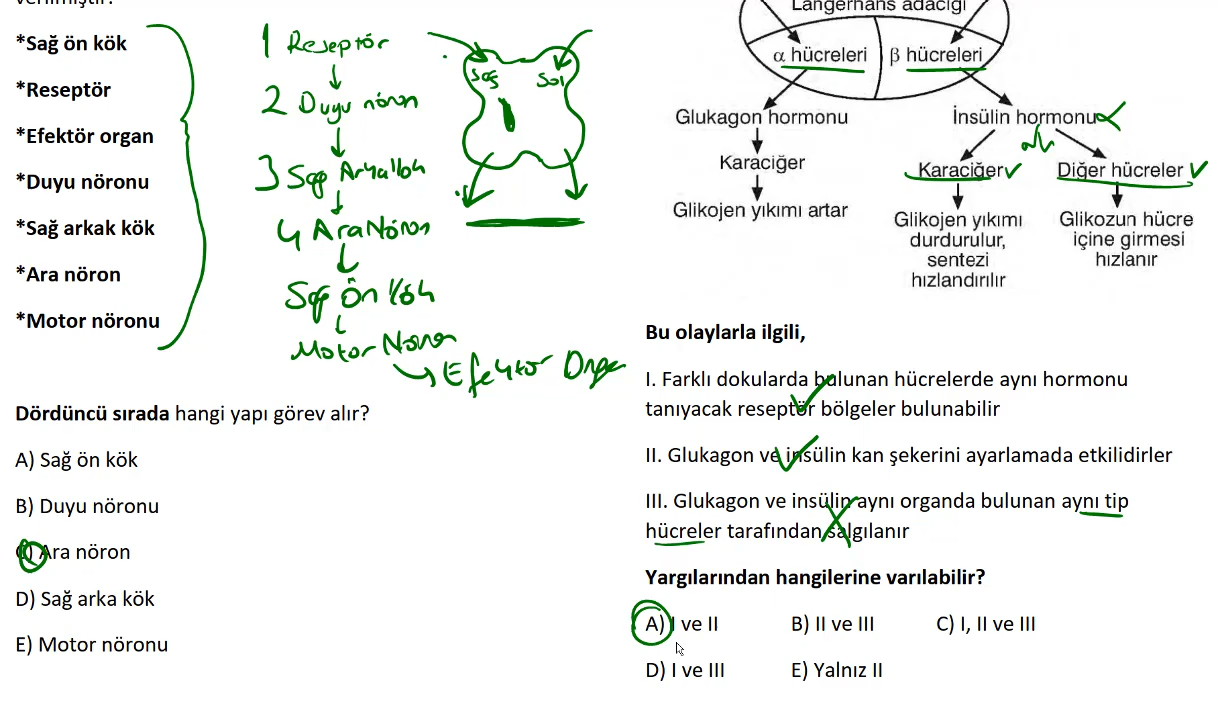 verilmiştir?
*Sağ ön kök
*Reseptör
*Efektör organ
*Duyu nöronu
*Sağ arkak kök
*Ara nöron
*Motor nöronu
1 Reseptör
2 Duyu nöron
3 Sağ Arka kök
4 Ara Nöron
Sağ Ön Kök
Motor Nöron
Efektör Organ
Sağ
Sol
Dördüncü sırada hangi yapı görev alır?
A) Sağ ön kök
B) Duyu nöronu
C) Ara nöron
D) Sağ arka kök
E) Motor nöronu
Langerhans adacığı
α hücreleri
β hücreleri
Glukagon hormonu
İnsülin hormonu
Karaciğer
Karaciğer
Diğer hücreler
Glikojen yıkımı artar
Glikojen yıkımı
durdurulur,
sentezi
hızlandırılır
Glikozun hücre
içine girmesi
hızlanır
Bu olaylarla ilgili,
I. Farklı dokularda bulunan hücrelerde aynı hormonu
tanıyacak reseptör bölgeler bulunabilir
II. Glukagon ve insülin kan şekerini ayarlamada etkilidirler
III. Glukagon ve insülin aynı organda bulunan aynı tip
hücreler tarafından salgılanır
Yargılarından hangilerine varılabilir?
A) I ve II
B) II ve III
C) I, II ve III
D) I ve III
E) Yalnız II